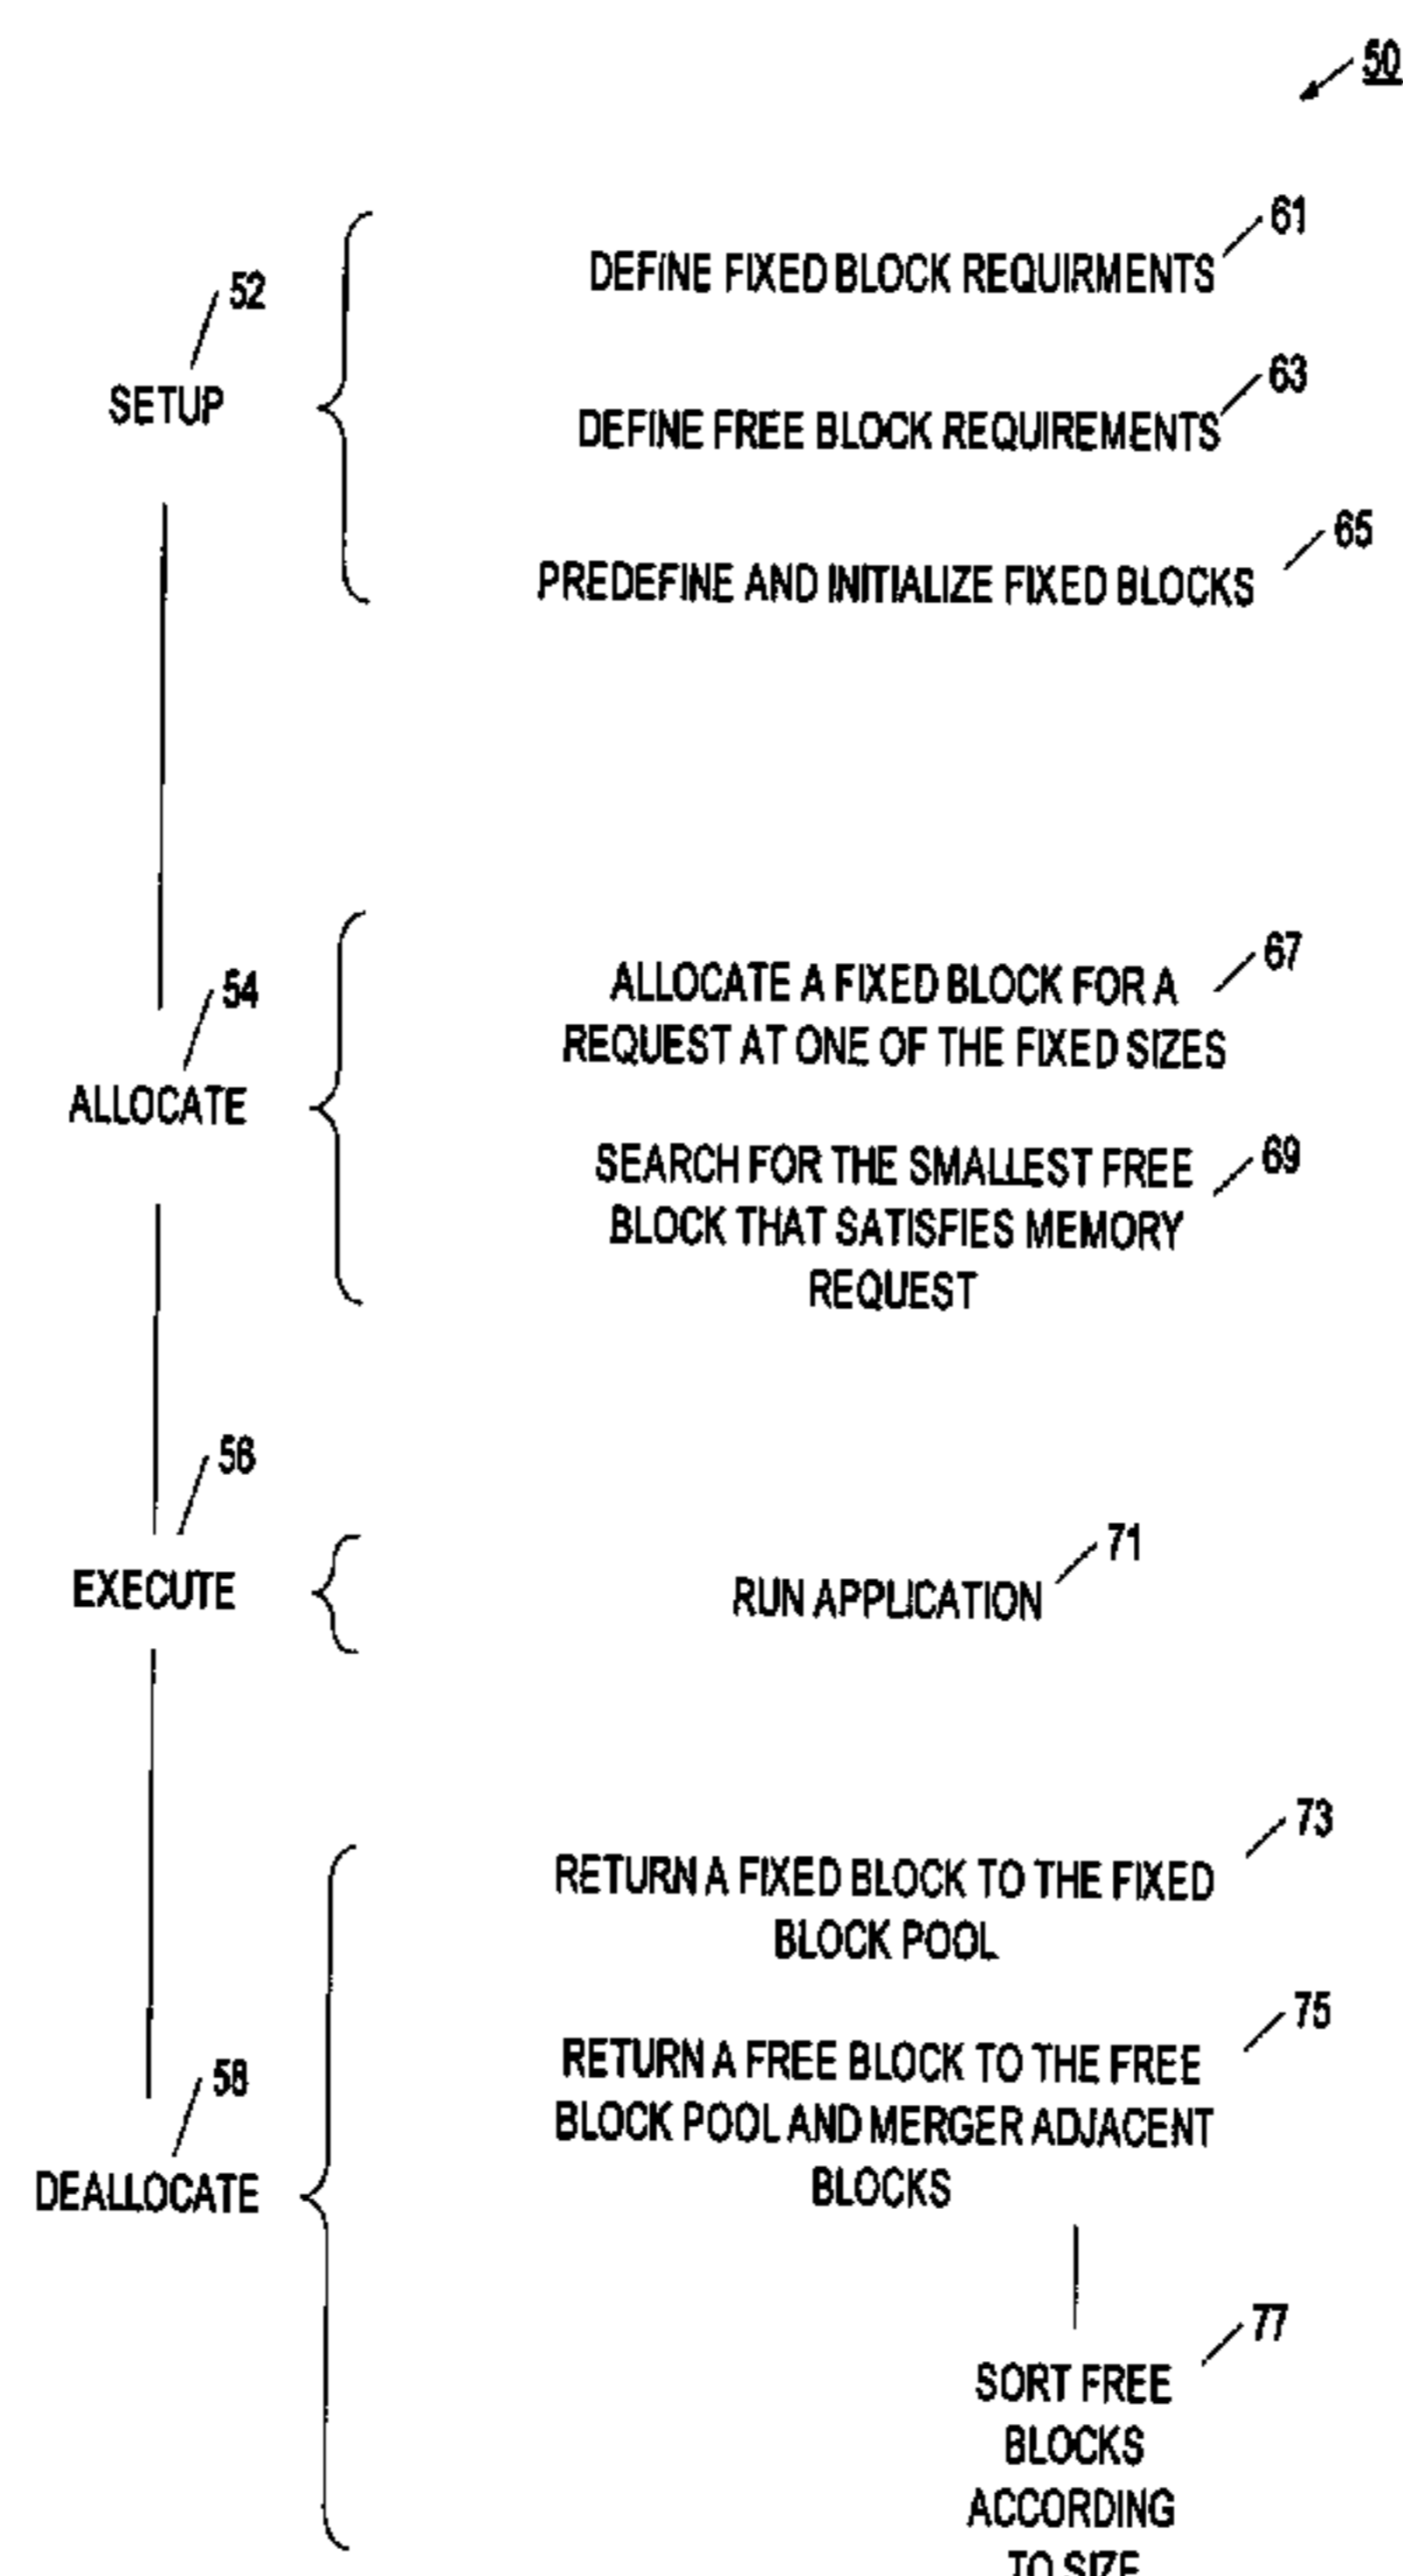 50
61
DEFINE FIXED BLOCK REQUIRMENTS
52
SETUP
63
DEFINE FREE BLOCK REQUIREMENTS
65
PREDEFINE AND INITIALIZE FIXED BLOCKS
54
ALLOCATE
67
ALLOCATE A FIXED BLOCK FOR A
REQUEST AT ONE OF THE FIXED SIZES
69
SEARCH FOR THE SMALLEST FREE
BLOCK THAT SATISFIES MEMORY
REQUEST
56
EXECUTE
71
RUN APPLICATION
58
DEALLOCATE
73
RETURN A FIXED BLOCK TO THE FIXED
BLOCK POOL
75
RETURN A FREE BLOCK TO THE FREE
BLOCK POOL AND MERGER ADJACENT
BLOCKS
77
SORT FREE
BLOCKS
ACCORDING
TO SIZE